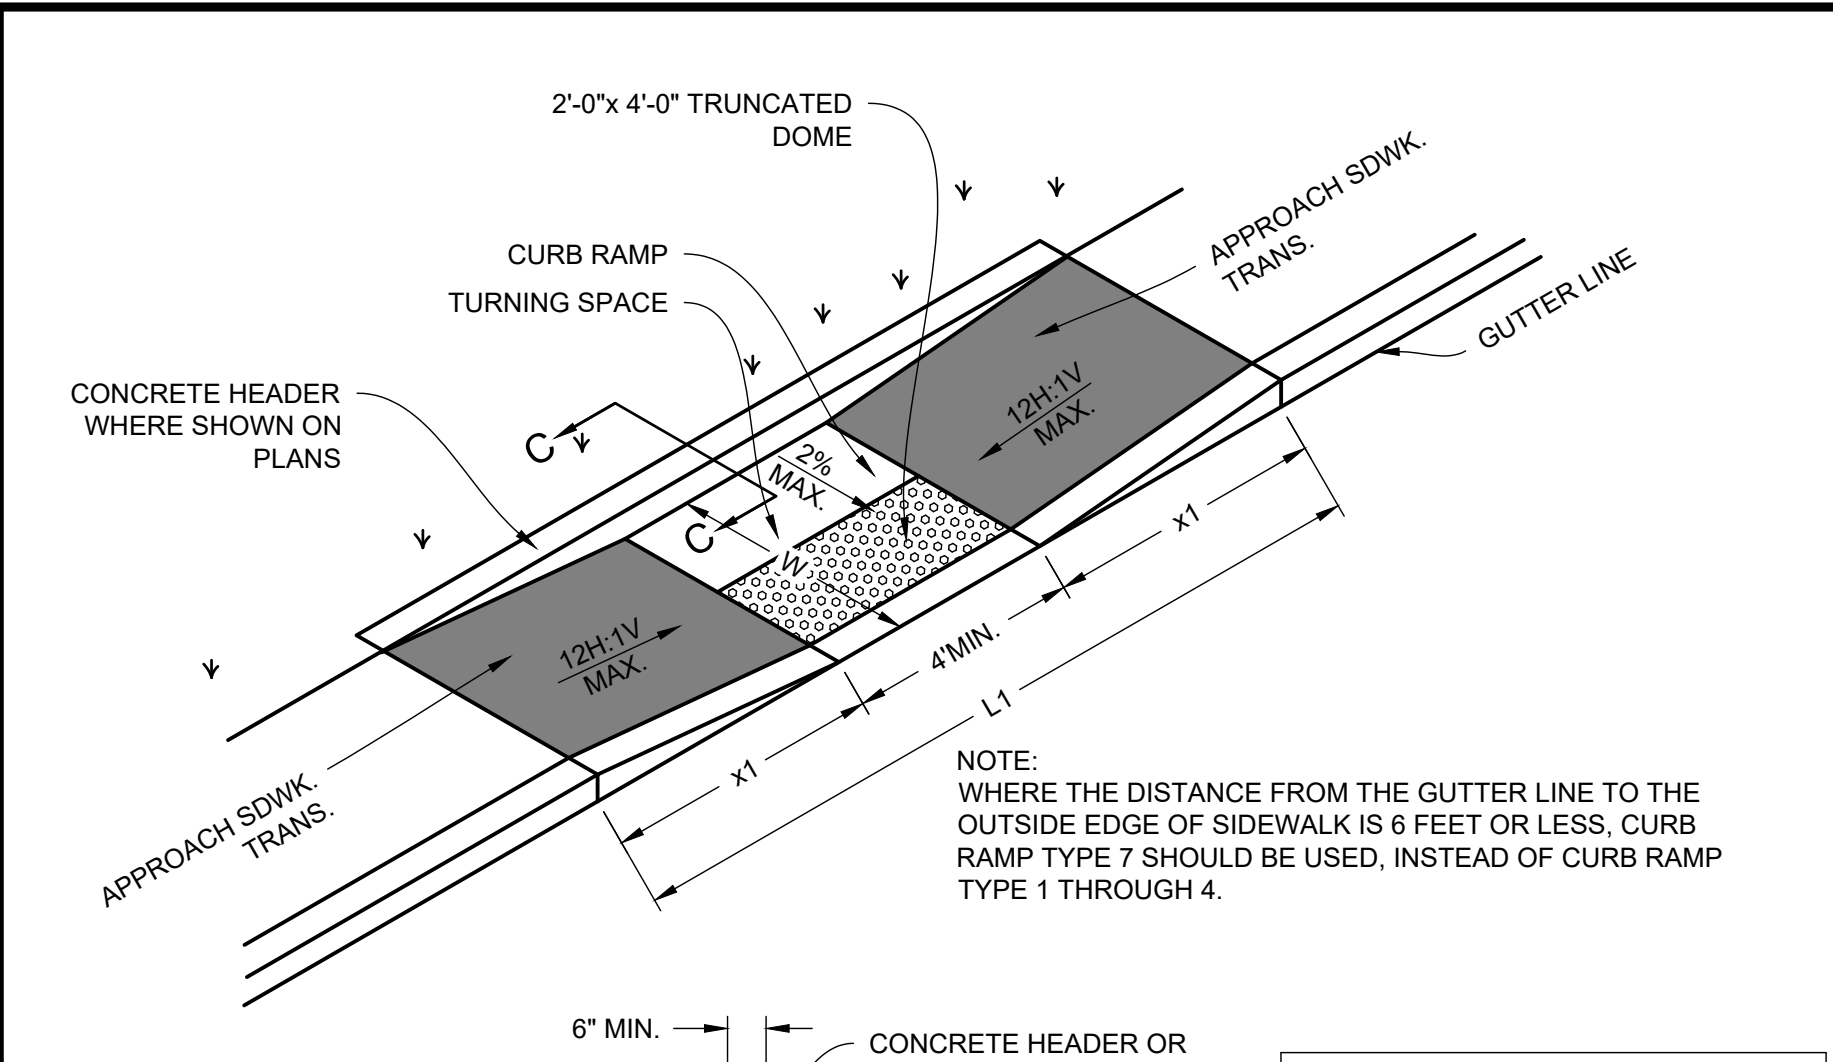 2'-0"x 4'-0" TRUNCATED
DOME
CURB RAMP
TURNING SPACE
CONCRETE HEADER
WHERE SHOWN ON
PLANS
APPROACH SDWK.
TRANS.
GUTTER LINE
12H:1V
MAX.
C
2%
MAX.
C
W
12H:1V
MAX.
x1
4'MIN.
L1
x1
APPROACH SDWK.
TRANS.
NOTE:
WHERE THE DISTANCE FROM THE GUTTER LINE TO THE
OUTSIDE EDGE OF SIDEWALK IS 6 FEET OR LESS, CURB
RAMP TYPE 7 SHOULD BE USED, INSTEAD OF CURB RAMP
TYPE 1 THROUGH 4.
6" MIN.
CONCRETE HEADER OR